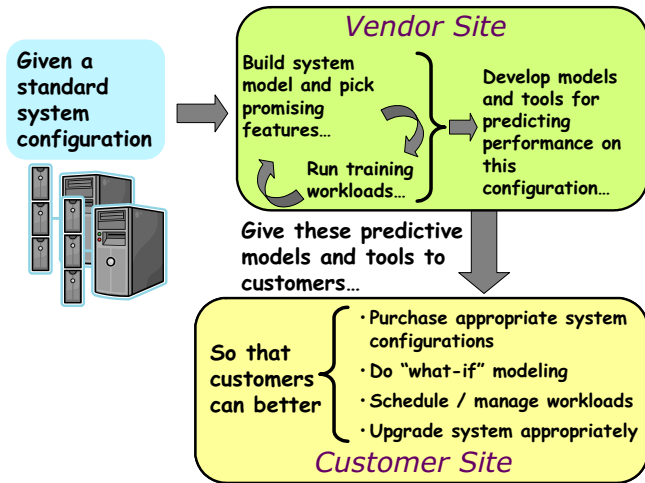 Vendor Site
Given a
standard
system
configuration
Build system
model and pick
promising
features…
Run training
workloads…
Develop models
and tools for
predicting
performance on
this
configuration…
Give these predictive
models and tools to
customers…
So that
customers
can better
· Purchase appropriate system
configurations
· Do “what-if” modeling
· Schedule / manage workloads
· Upgrade system appropriately
Customer Site